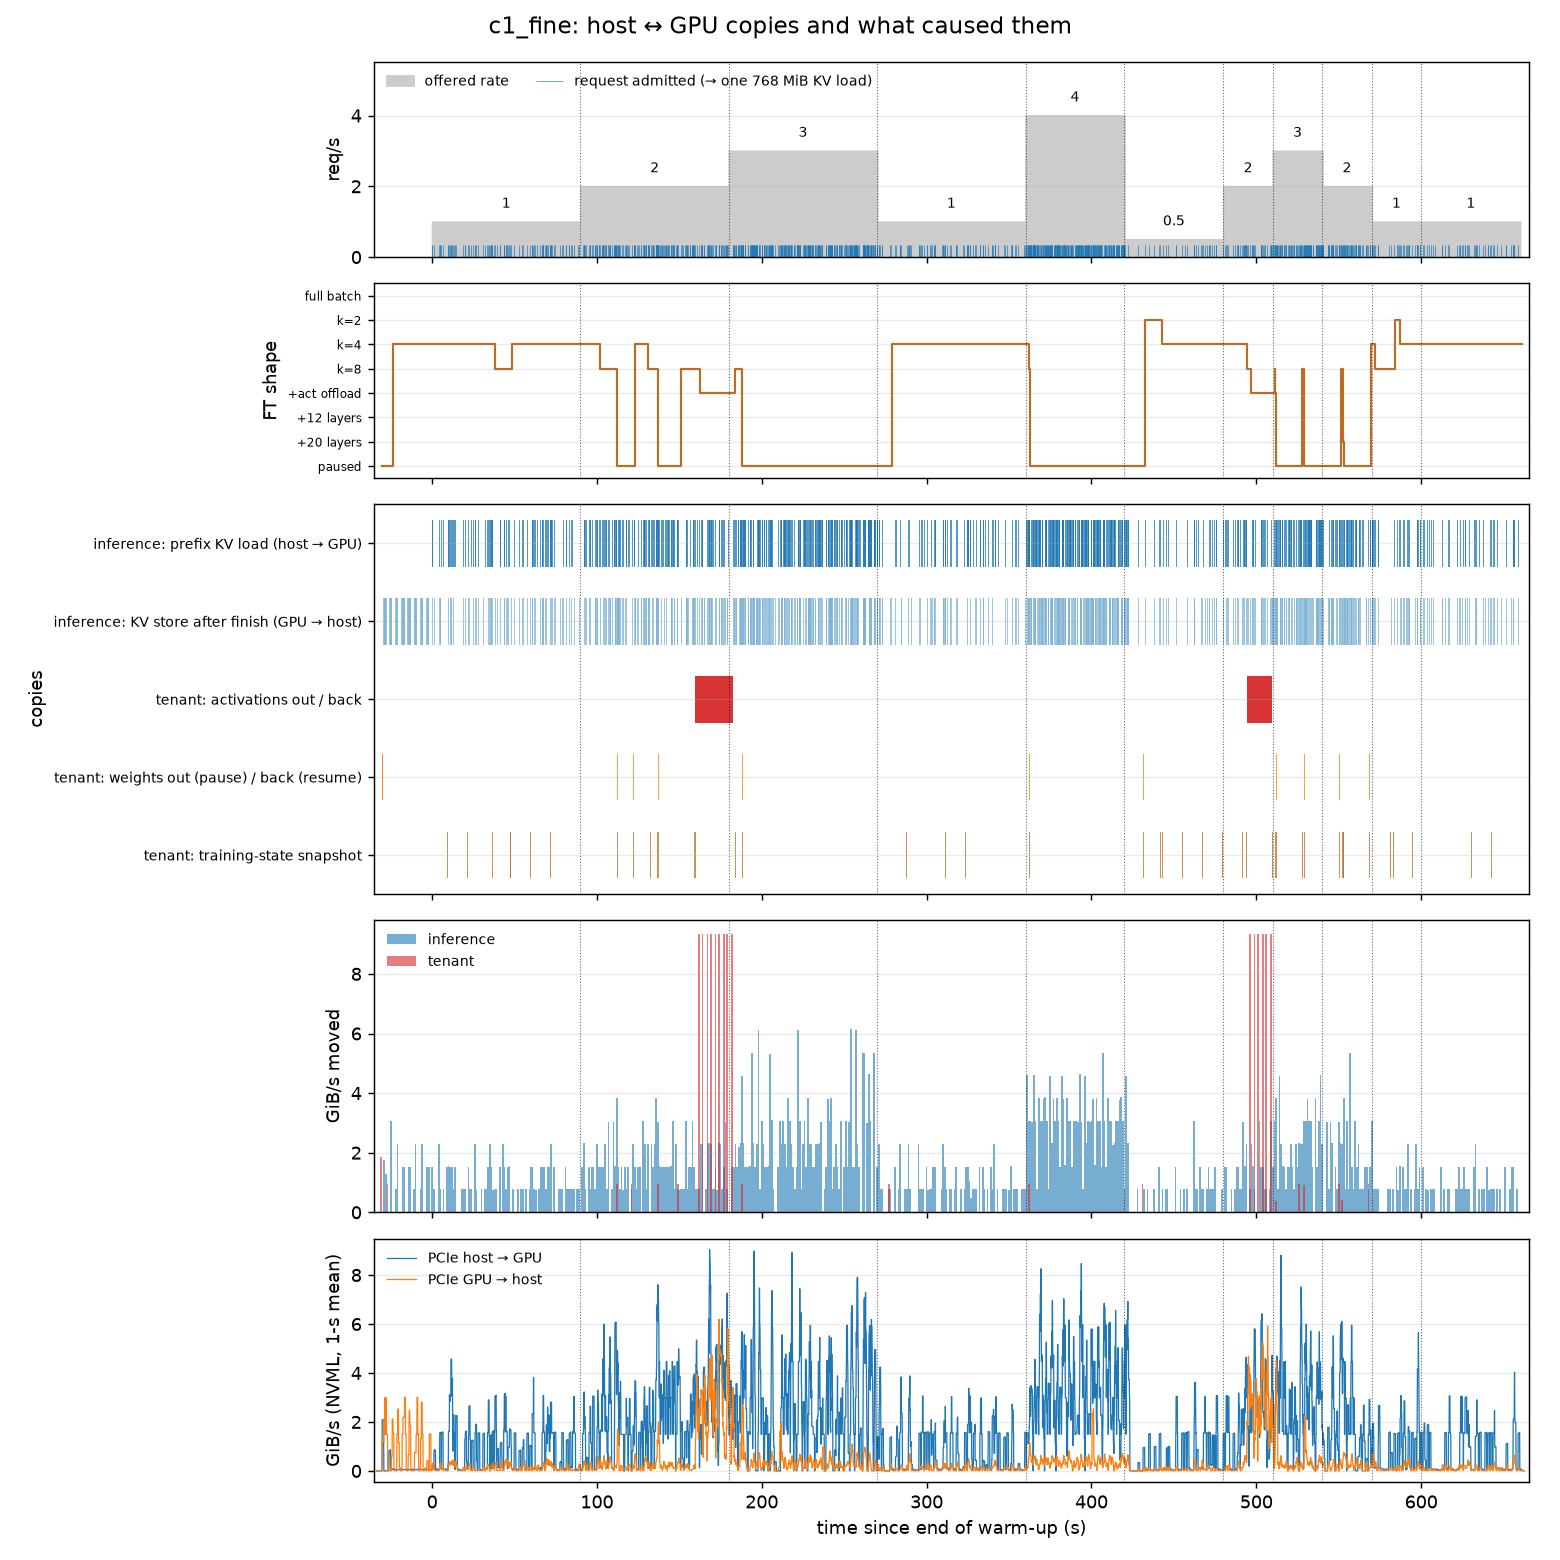 c1_fine: host ↔ GPU copies and what caused them
offered rate
request admitted (→ one 768 MiB KV load)
req/s
4
2
0
1
2
3
1
4
0.5
2
3
2
1
1
FT shape
full batch
k=2
k=4
k=8
+act offload
+12 layers
+20 layers
paused
copies
inference: prefix KV load (host → GPU)
inference: KV store after finish (GPU → host)
tenant: activations out / back
tenant: weights out (pause) / back (resume)
tenant: training-state snapshot
GiB/s moved
8
6
4
2
0
inference
tenant
GiB/s (NVML, 1-s mean)
8
6
4
2
0
PCIe host → GPU
PCIe GPU → host
0
100
200
300
400
500
600
time since end of warm-up (s)